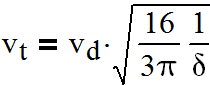 v_t = v_d · √(16/(3π) · 1/δ)